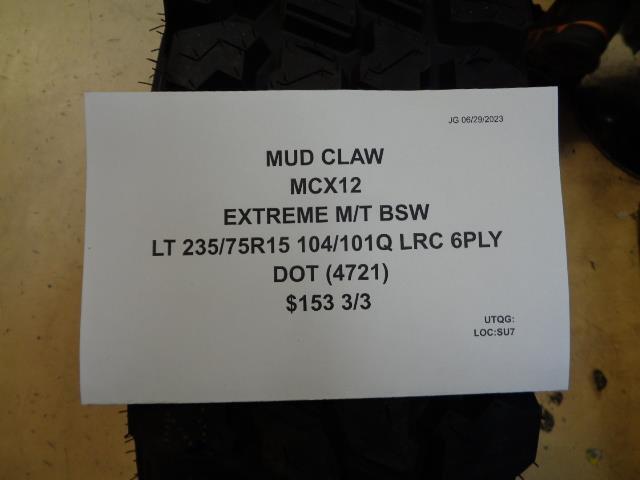 JG 06/29/2023
MUD CLAW
MCX12
EXTREME M/T BSW
LT 235/75R15 104/101Q LRC 6PLY
DOT (4721)
$153 3/3
UTQG:
LOC:SU7